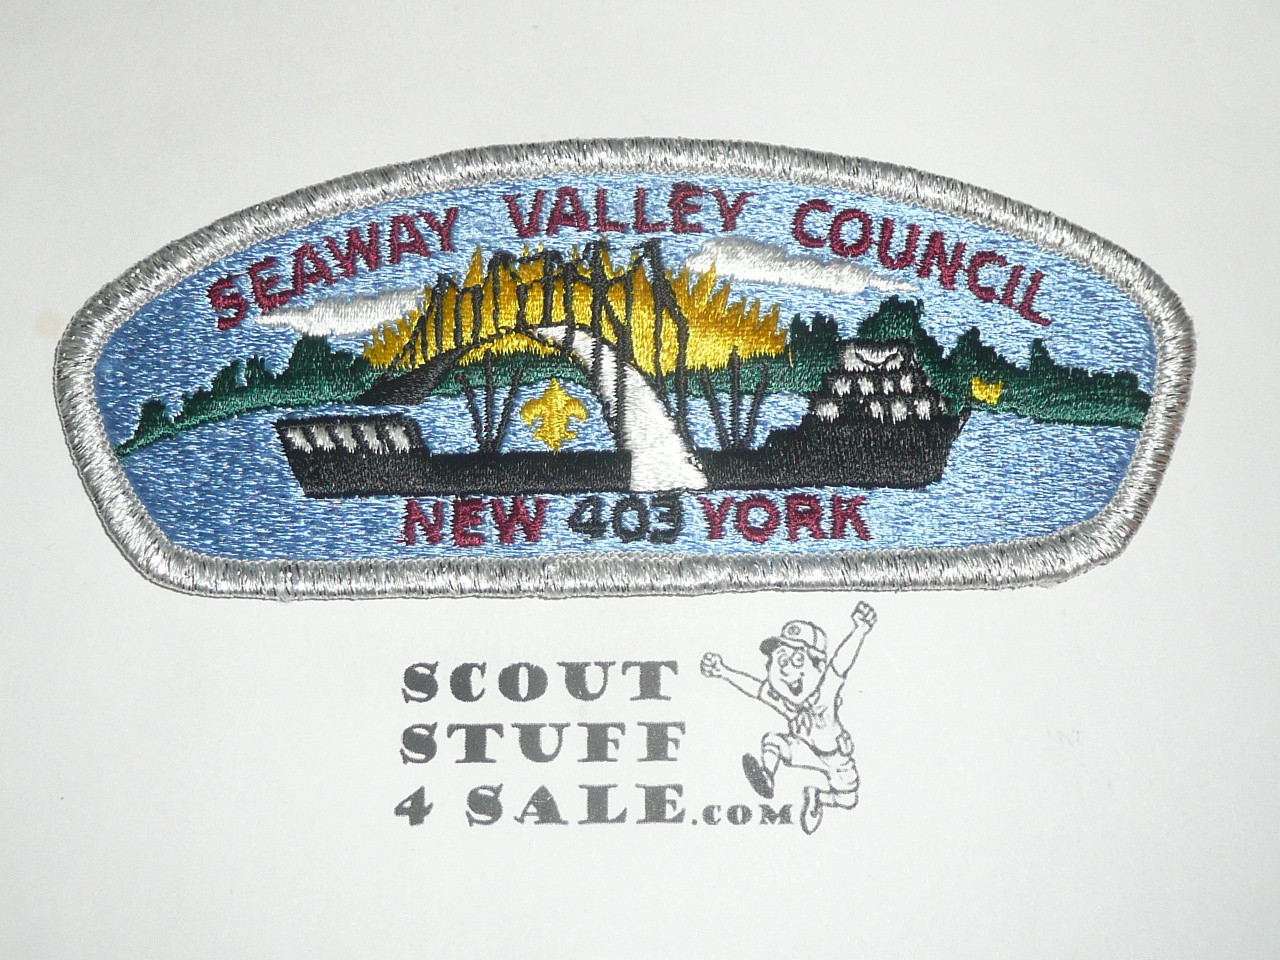 SEAWAY VALLEY COUNCIL
NEW 403 YORK
SCOUT
STUFF
4 SALE.COM